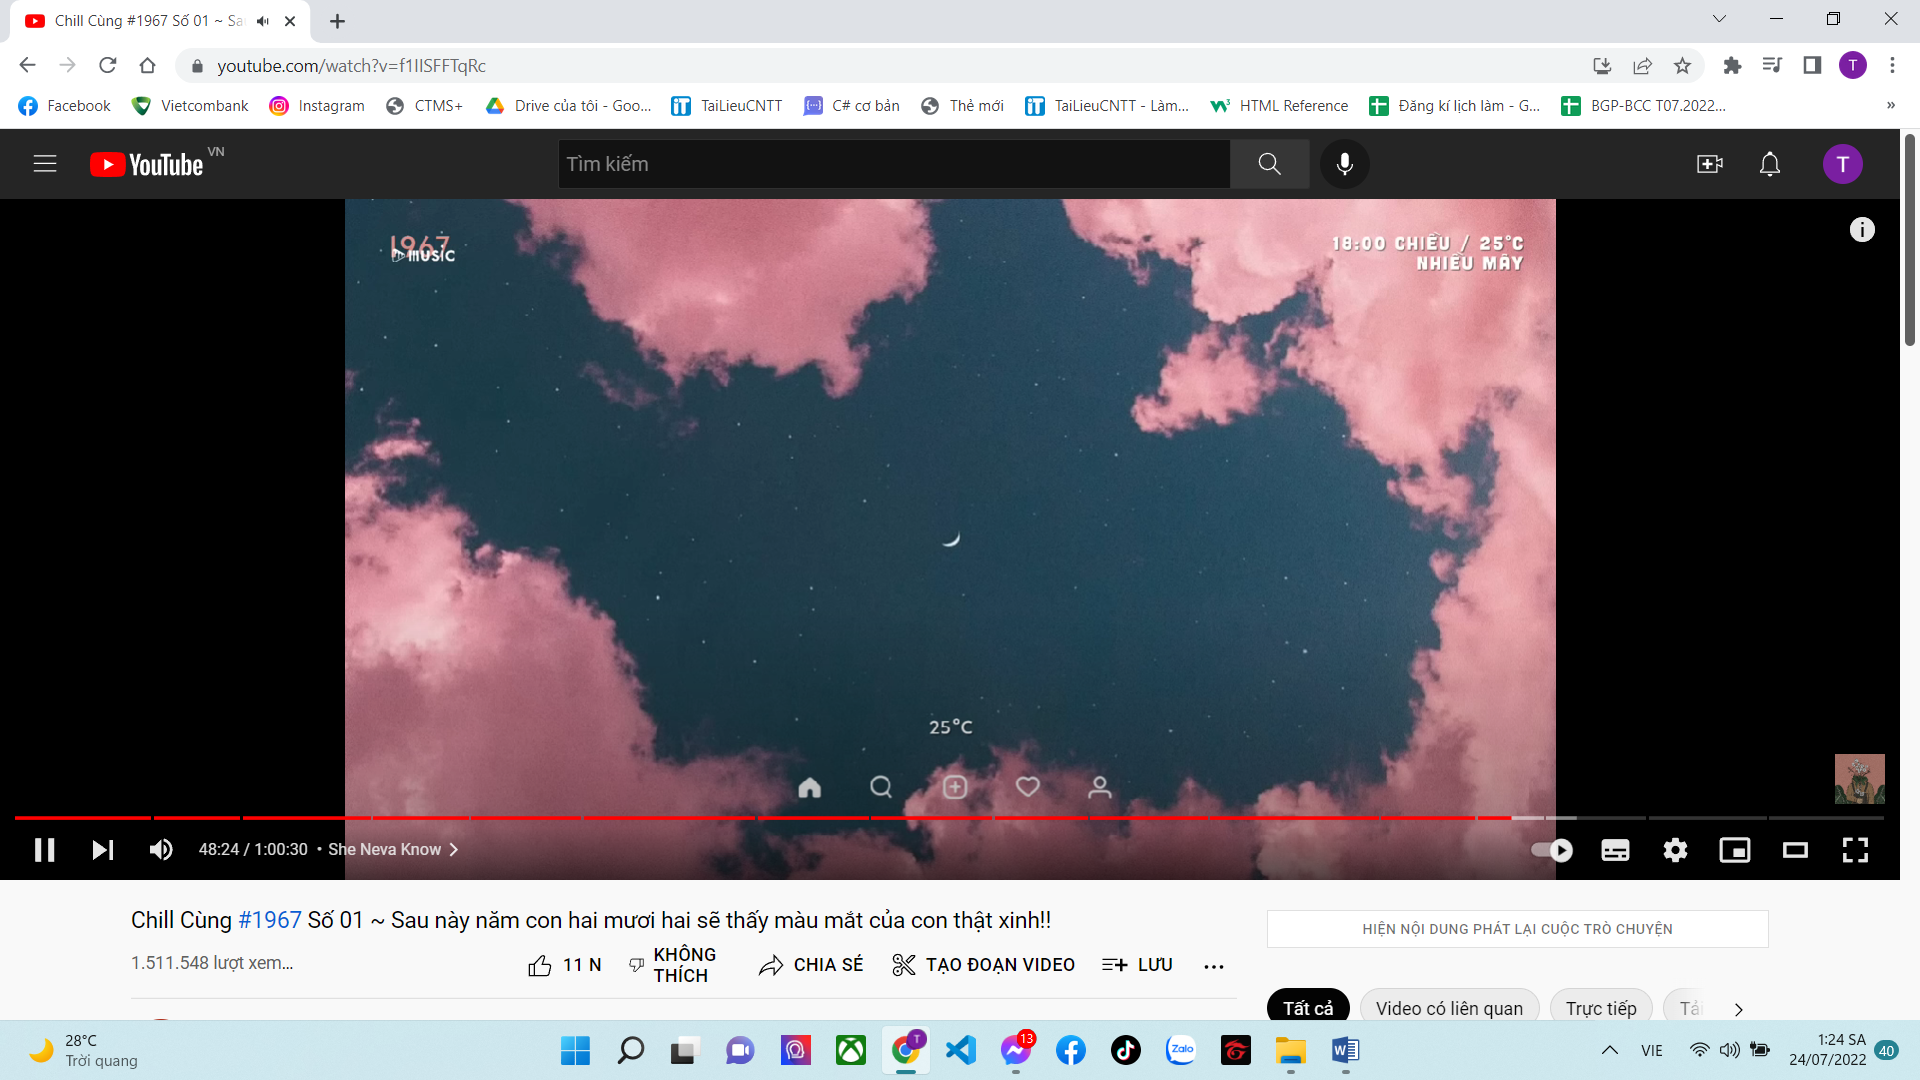 Chill Cùng #1967 Số 01 ~ Sa
youtube.com/watch?v=f1IISFFTqRc
T
Facebook
Vietcombank
Instagram
CTMS+
Drive của tôi - Goo...
TaiLieuCNTT
C# cơ bản
Thẻ mới
TaiLieuCNTT - Làm...
HTML Reference
Đăng kí lịch làm - G...
BGP-BCC T07.2022...
»
YouTube VN
Tìm kiếm
T
1967
MUSIC
18:00 CHIỀU / 25°C
NHIỀU MÂY
25°C
48:24 / 1:00:30 • She Neva Know
Chill Cùng #1967 Số 01 ~ Sau này năm con hai mươi hai sẽ thấy màu mắt của con thật xinh!!
1.511.548 lượt xem...
11 N
KHÔNG
THÍCH
CHIA SẺ
TẠO ĐOẠN VIDEO
LƯU
HIỆN NỘI DUNG PHÁT LẠI CUỘC TRÒ CHUYỆN
Tất cả
Video có liên quan
Trực tiếp
Tải
28°C
Trời quang
T
13
Zalo
VIE
1:24 SA
24/07/2022
40